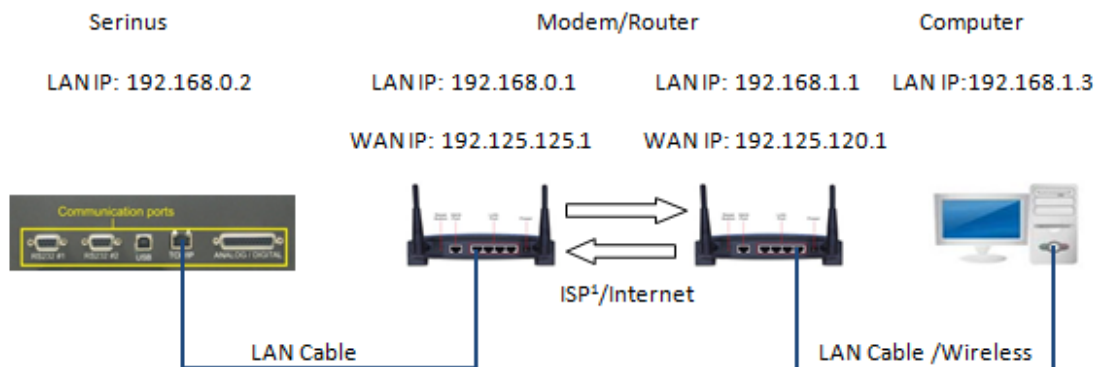 Serinus
Modem/Router
Computer
LAN IP: 192.168.0.2
LAN IP: 192.168.0.1
LAN IP: 192.168.1.1
LAN IP:192.168.1.3
WAN IP: 192.125.125.1
WAN IP: 192.125.120.1
Communication ports
RS232 #1
RS232 #2
USB
TCP/IP
ANALOG / DIGITAL
ISP¹/Internet
LAN Cable
LAN Cable /Wireless